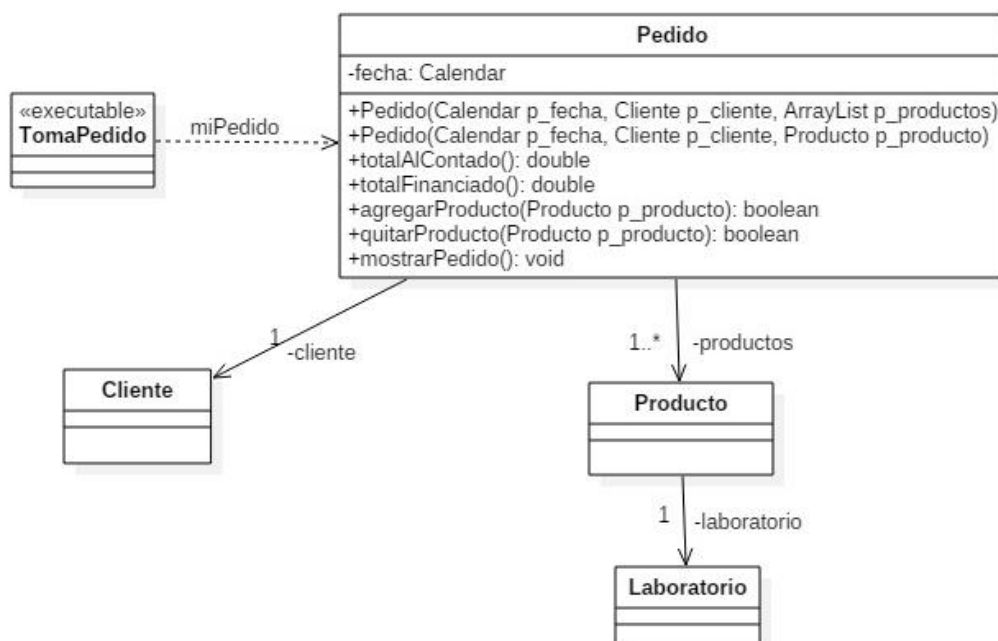 Pedido
-fecha: Calendar
+Pedido(Calendar p_fecha, Cliente p_cliente, ArrayList p_productos)
+Pedido(Calendar p_fecha, Cliente p_cliente, Producto p_producto)
+totalAlContado(): double
+totalFinanciado(): double
+agregarProducto(Producto p_producto): boolean
+quitarProducto(Producto p_producto): boolean
+mostrarPedido(): void
«executable»
TomaPedido
miPedido
1
-cliente
1..*
-productos
Cliente
Producto
1
-laboratorio
Laboratorio